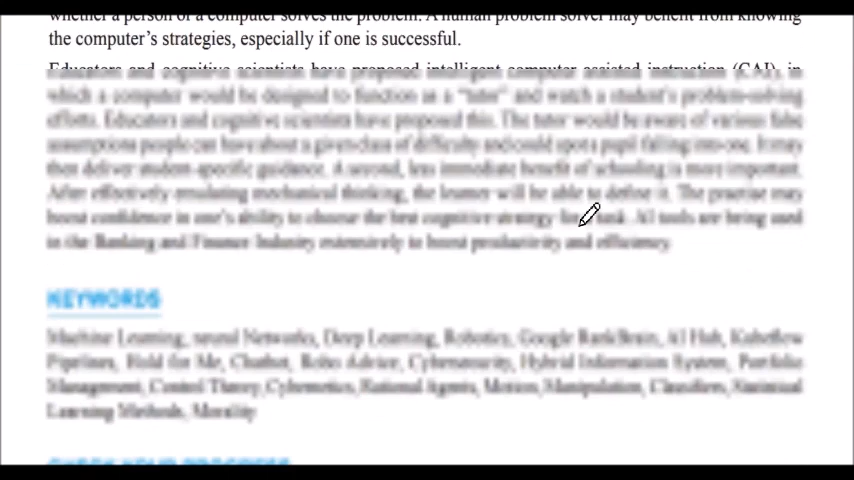 whether a person or a computer solves the problem. A human problem solver may benefit from knowing
the computer's strategies, especially if one is successful.
Educators and cognitive scientists have proposed intelligent computer assisted instruction (CAI), in
which a computer would be designed to function as a "tutor" and watch a student's problem-solving
efforts. Educators and cognitive scientists have proposed this. The tutor would be aware of various false
assumptions people can have about a given class of difficulty and could spot a pupil falling into one. It may
then deliver student-specific guidance. A second, less immediate benefit of schooling is more important.
After effectively emulating mechanical thinking, the learner will be able to define it. The practise may
boost confidence in one's ability to choose the best cognitive strategy for a task. AI tools are being used
in the Banking and Finance Industry extensively to boost productivity and efficiency.
KEYWORDS
Machine Learning, neural Networks, Deep Learning, Robotics, Google RankBrain, AI Hub, Kubeflow
Pipelines, Hold for Me, Chatbot, Robo Advice, Cybersecurity, Hybrid Information System, Portfolio
Management, Control Theory, Cybernetics, Rational Agents, Motion, Manipulation, Classifiers, Statistical
Learning Methods, Morality
CHECK YOUR PROGRESS